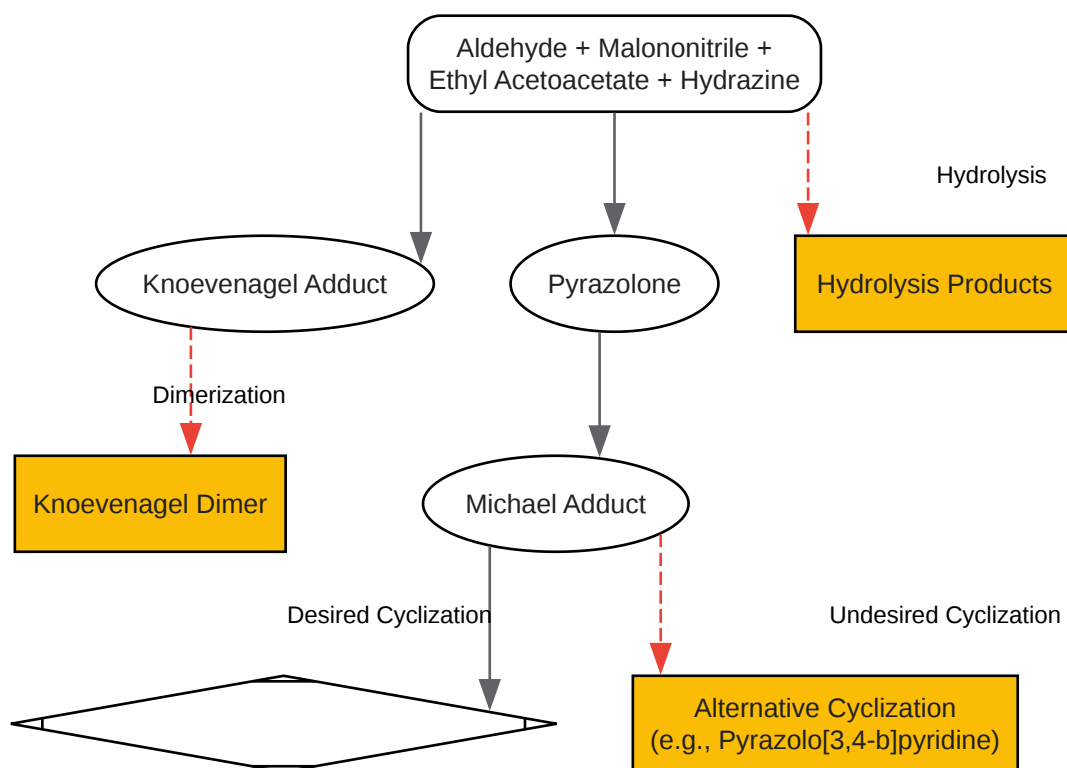 Aldehyde + Malononitrile +
Ethyl Acetoacetate + Hydrazine
Hydrolysis
Knoevenagel Adduct
Pyrazolone
Hydrolysis Products
Dimerization
Knoevenagel Dimer
Michael Adduct
Desired Cyclization
Undesired Cyclization
Alternative Cyclization
(e.g., Pyrazolo[3,4-b]pyridine)